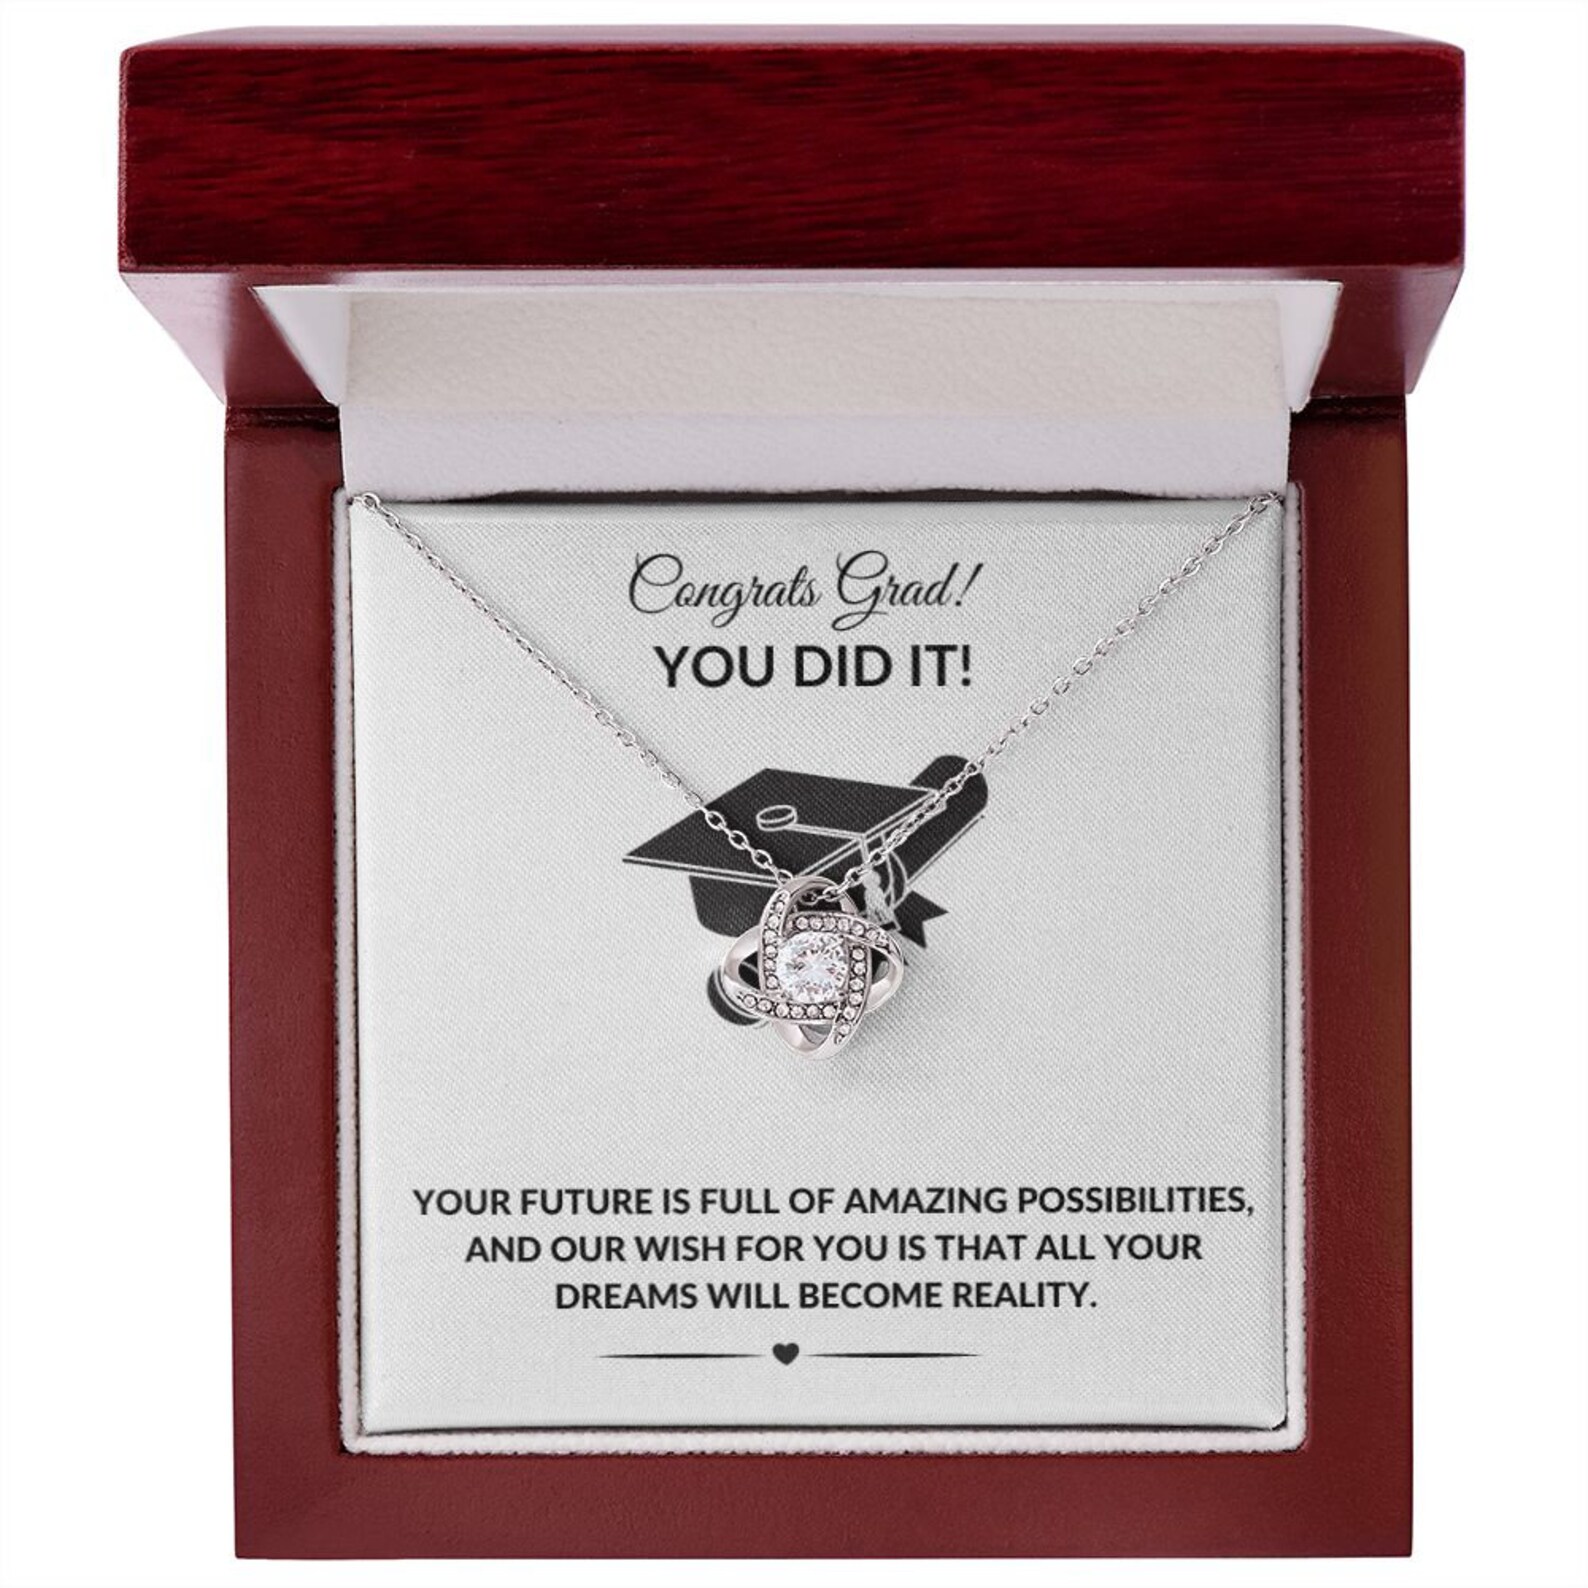 Congrats Grad!
YOU DID IT!
YOUR FUTURE IS FULL OF AMAZING POSSIBILITIES,
AND OUR WISH FOR YOU IS THAT ALL YOUR
DREAMS WILL BECOME REALITY.